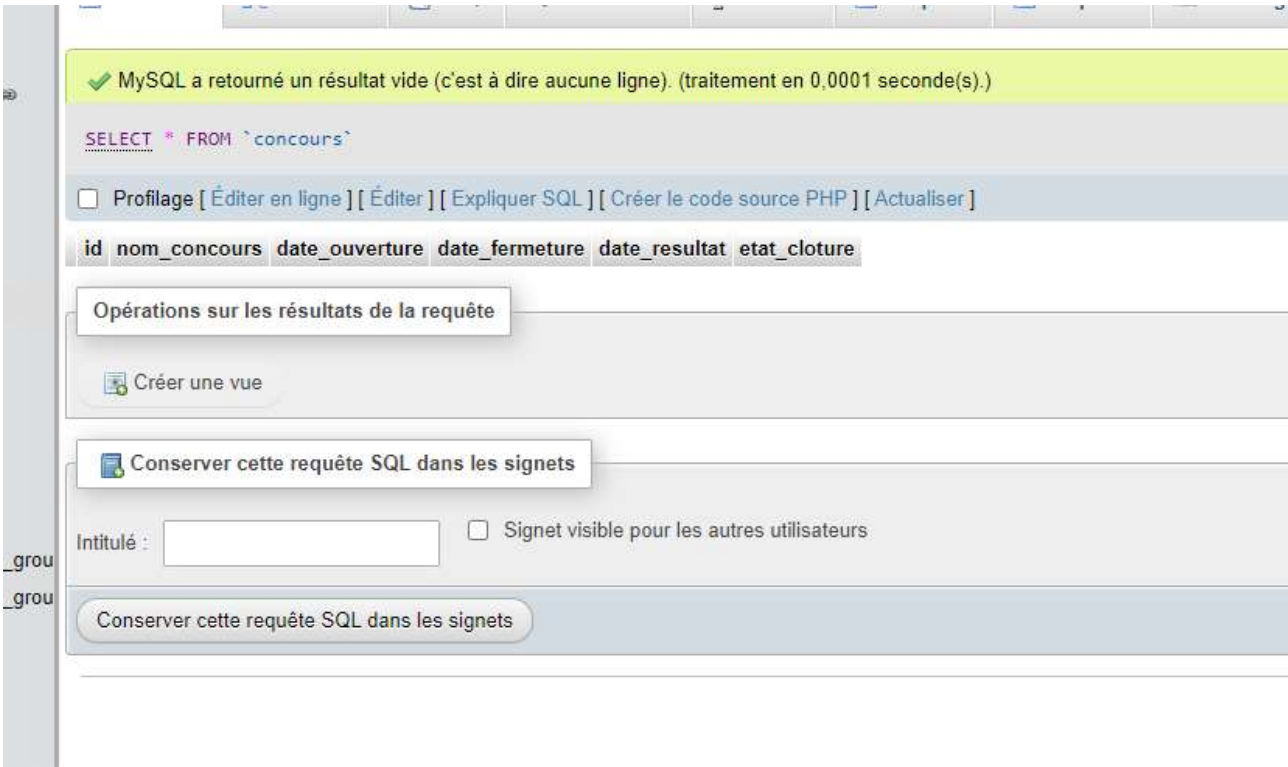 MySQL a retourné un résultat vide (c'est à dire aucune ligne). (traitement en 0,0001 seconde(s).)
SELECT * FROM `concours`
Profilage [ Éditer en ligne ] [ Éditer ] [ Expliquer SQL ] [ Créer le code source PHP ] [ Actualiser ]
id nom_concours date_ouverture date_fermeture date_resultat etat_cloture
Opérations sur les résultats de la requête
Créer une vue
Conserver cette requête SQL dans les signets
Intitulé : Signet visible pour les autres utilisateurs
_grou
_grou
Conserver cette requête SQL dans les signets